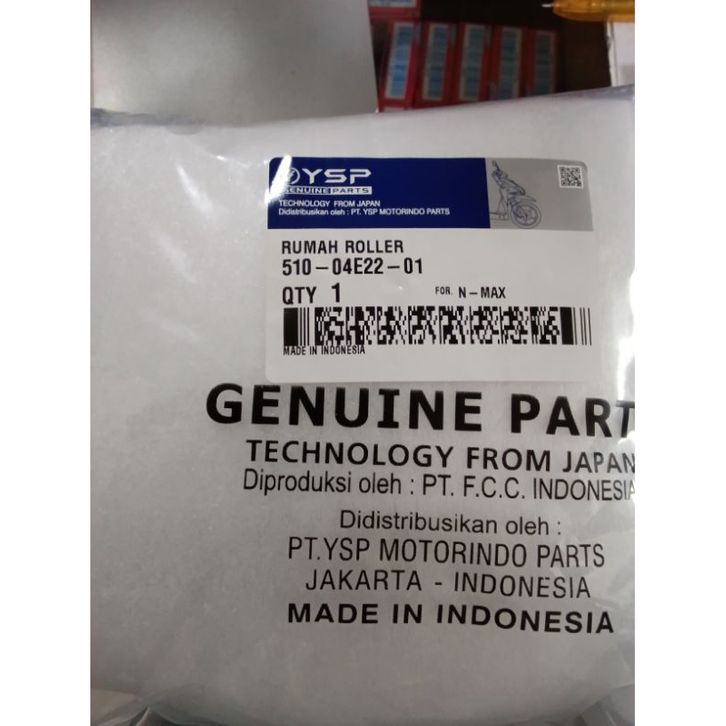 YSP
GENUINE PARTS
TECHNOLOGY FROM JAPAN
Didistribusikan oleh : PT. YSP MOTORINDO PARTS
RUMAH ROLLER
510-04E22-01
QTY 1 FOR. N-MAX
MADE IN INDONESIA
GENUINE PART
TECHNOLOGY FROM JAPAN
Diproduksi oleh : PT. F.C.C. INDONESIA
Didistribusikan oleh :
PT.YSP MOTORINDO PARTS
JAKARTA - INDONESIA
MADE IN INDONESIA